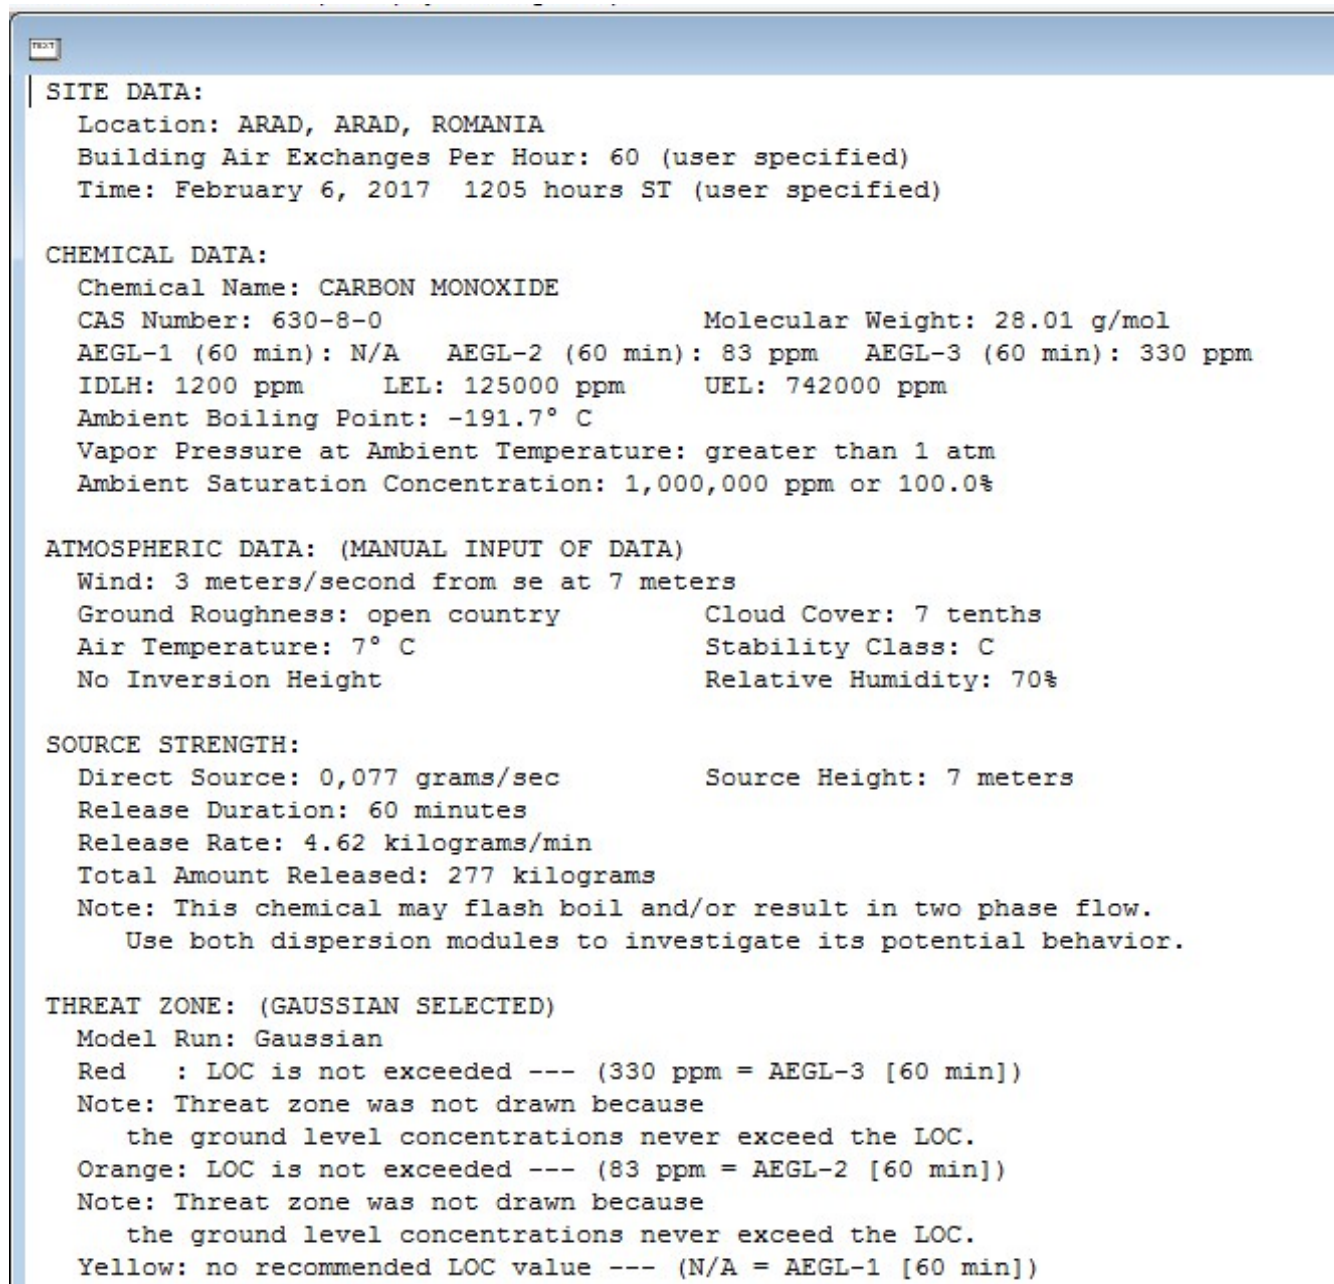 TEXT
SITE DATA:
Location: ARAD, ARAD, ROMANIA
Building Air Exchanges Per Hour: 60 (user specified)
Time: February 6, 2017 1205 hours ST (user specified)
CHEMICAL DATA:
Chemical Name: CARBON MONOXIDE
CAS Number: 630-8-0 Molecular Weight: 28.01 g/mol
AEGL-1 (60 min): N/A AEGL-2 (60 min): 83 ppm AEGL-3 (60 min): 330 ppm
IDLH: 1200 ppm LEL: 125000 ppm UEL: 742000 ppm
Ambient Boiling Point: -191.7° C
Vapor Pressure at Ambient Temperature: greater than 1 atm
Ambient Saturation Concentration: 1,000,000 ppm or 100.0%
ATMOSPHERIC DATA: (MANUAL INPUT OF DATA)
Wind: 3 meters/second from se at 7 meters
Ground Roughness: open country Cloud Cover: 7 tenths
Air Temperature: 7° C Stability Class: C
No Inversion Height Relative Humidity: 70%
SOURCE STRENGTH:
Direct Source: 0,077 grams/sec Source Height: 7 meters
Release Duration: 60 minutes
Release Rate: 4.62 kilograms/min
Total Amount Released: 277 kilograms
Note: This chemical may flash boil and/or result in two phase flow.
Use both dispersion modules to investigate its potential behavior.
THREAT ZONE: (GAUSSIAN SELECTED)
Model Run: Gaussian
Red : LOC is not exceeded --- (330 ppm = AEGL-3 [60 min])
Note: Threat zone was not drawn because
the ground level concentrations never exceed the LOC.
Orange: LOC is not exceeded --- (83 ppm = AEGL-2 [60 min])
Note: Threat zone was not drawn because
the ground level concentrations never exceed the LOC.
Yellow: no recommended LOC value --- (N/A = AEGL-1 [60 min])